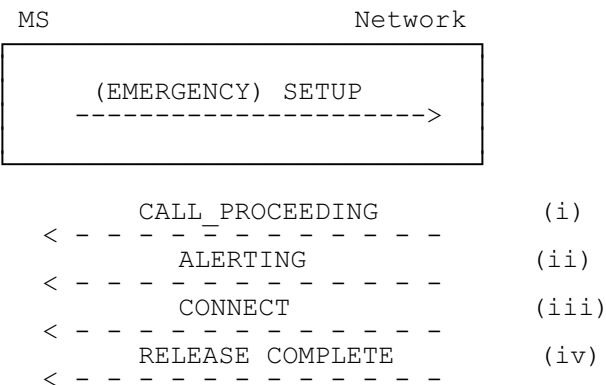 MS Network
(EMERGENCY) SETUP
---------------------->
CALL_PROCEEDING (i)
< - - - - - - - - - - - -
ALERTING (ii)
< - - - - - - - - - - - -
CONNECT (iii)
< - - - - - - - - - - - -
RELEASE COMPLETE (iv)
< - - - - - - - - - - - -